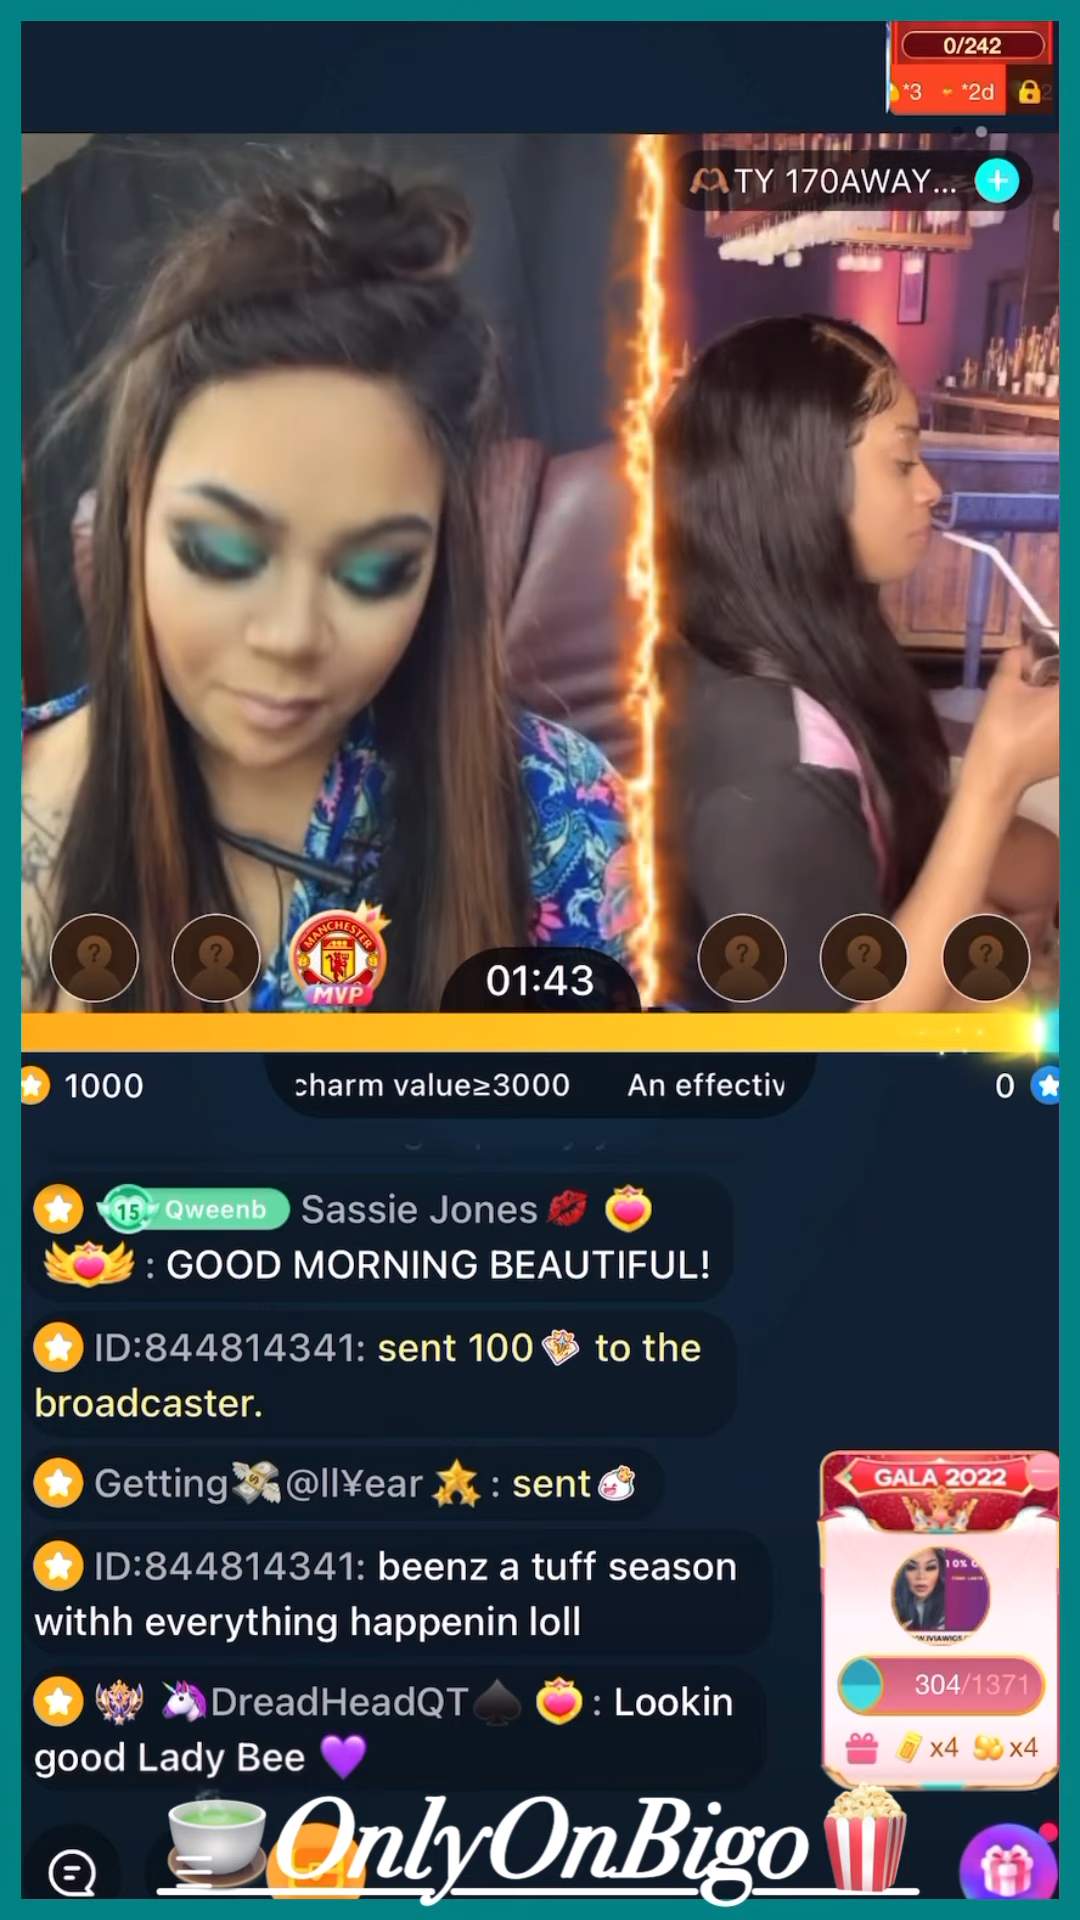 0/242
*3 *2d
🫶🏽TY 170AWAY...
MANCHESTER
MVP
01:43
1000
charm value≥3000 An effectiv
0
15 Qweenb Sassie Jones💋
: GOOD MORNING BEAUTIFUL!
ID:844814341: sent 100 to the
broadcaster.
Getting💸@ll¥ear : sent
ID:844814341: beenz a tuff season
withh everything happenin loll
🦄DreadHeadQT♠️ : Lookin
good Lady Bee 💜
GALA 2022
304/1371
x4 x4
🍵OnlyOnBigo🍿